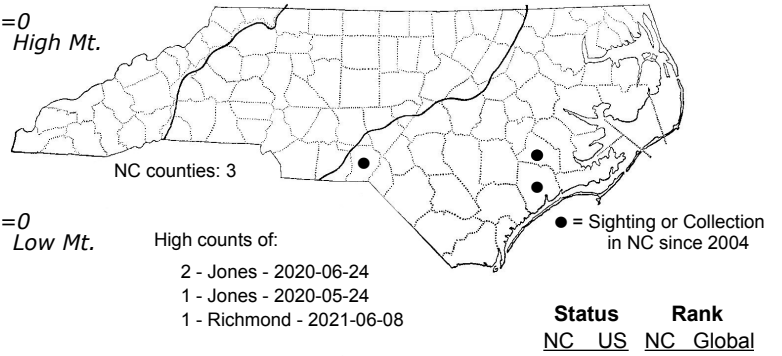 =0
High Mt.
NC counties: 3
=0
Low Mt.
High counts of:
2 - Jones - 2020-06-24
1 - Jones - 2020-05-24
1 - Richmond - 2021-06-08
● = Sighting or Collection
in NC since 2004
Status Rank
NC US NC Global